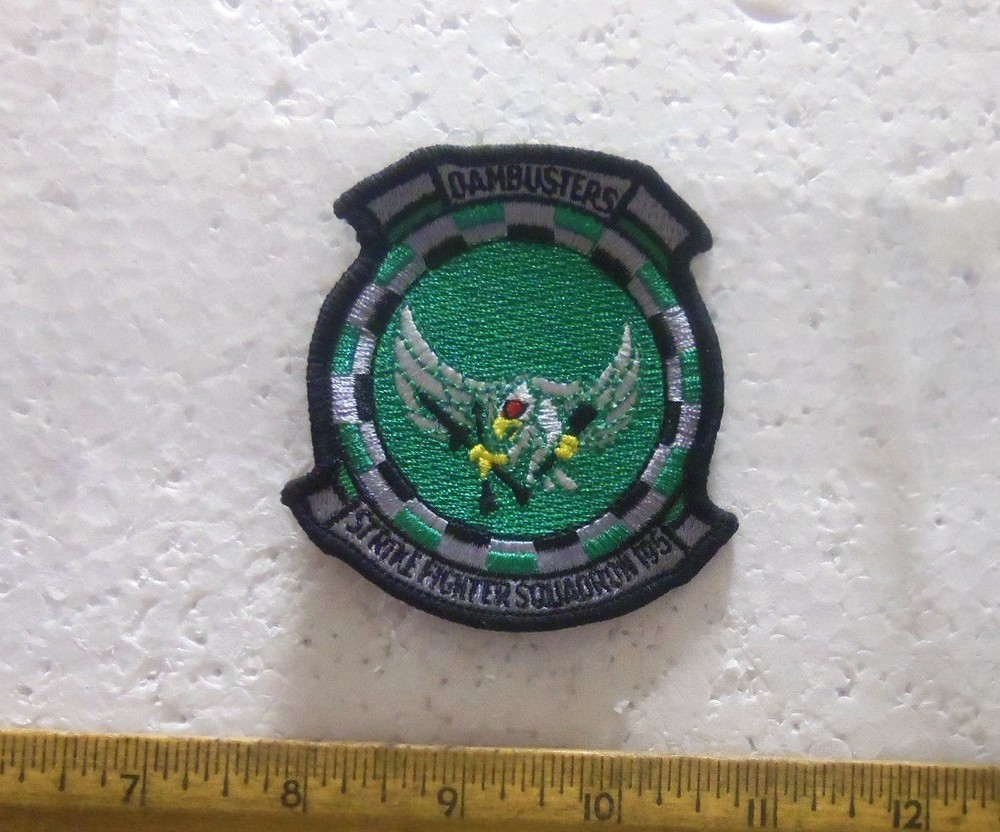 DAMBUSTERS
STRIKE FIGHTER SQUADRON 195
7 8 9 10 11 12